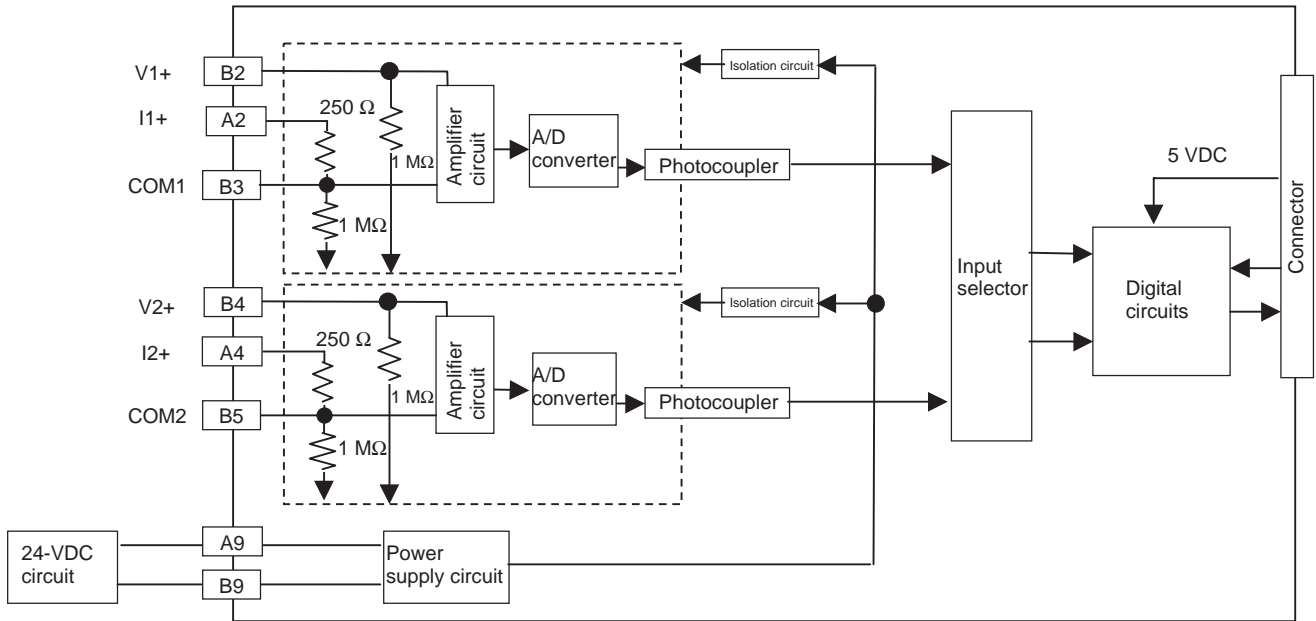 V1+
B2
Isolation circuit
I1+
A2
250 Ω
Amplifier
circuit
A/D
converter
1 MΩ
Photocoupler
COM1
B3
1 MΩ
5 VDC
Connector
Input
selector
Digital
circuits
V2+
B4
Isolation circuit
I2+
A4
250 Ω
Amplifier
circuit
A/D
converter
1 MΩ
Photocoupler
COM2
B5
1 MΩ
24-VDC
circuit
A9
B9
Power
supply circuit